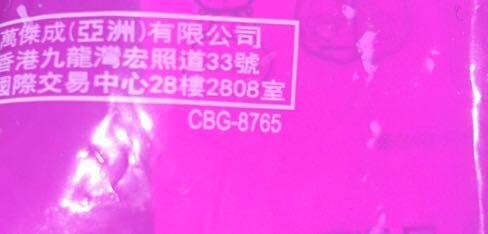 萬傑成(亞洲)有限公司
香港九龍灣宏照道33號
國際交易中心28樓2808室
CBG-8765